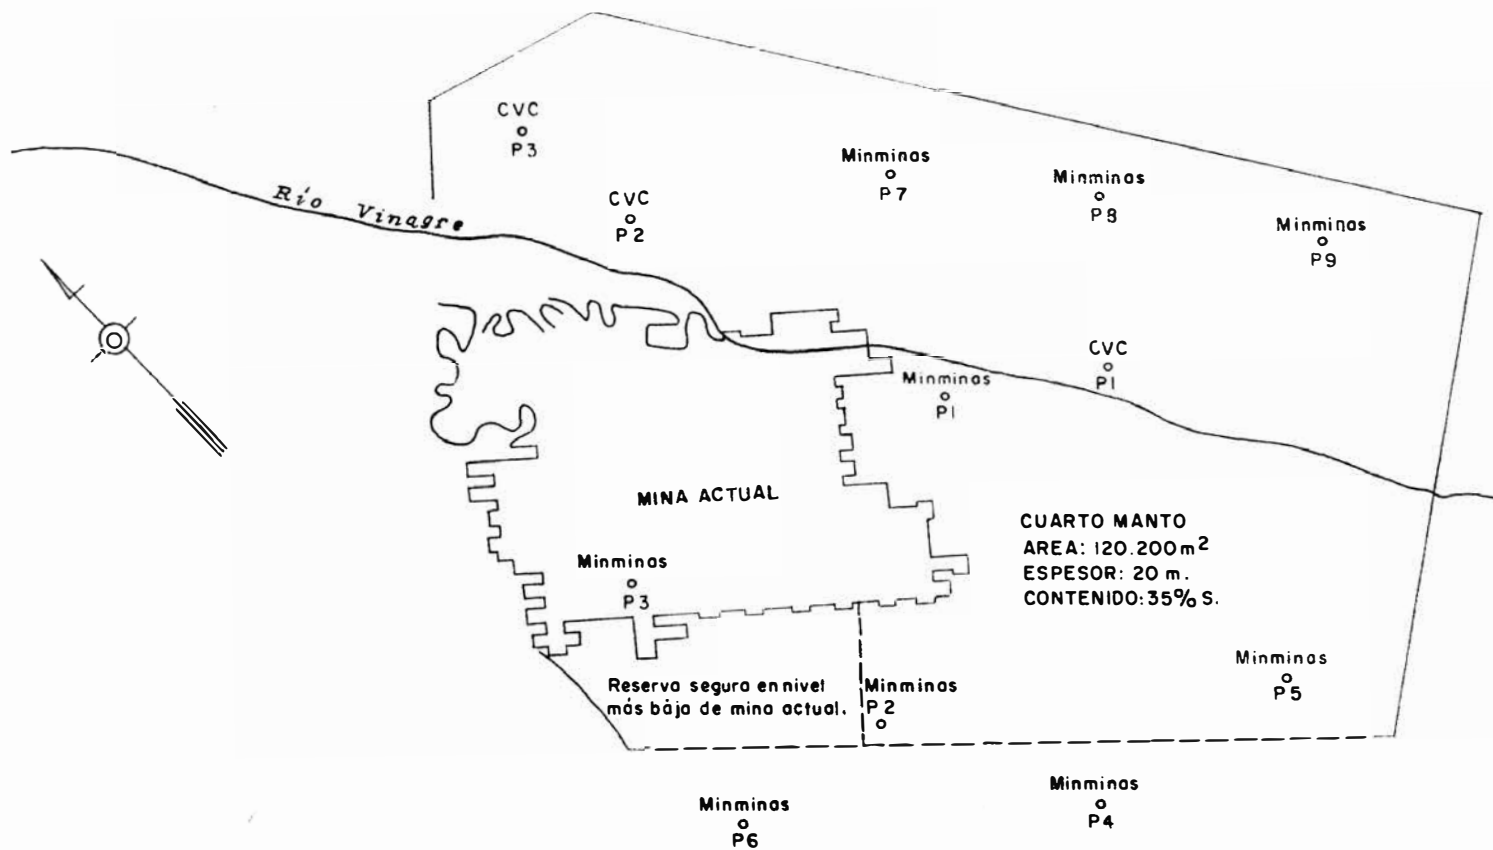 CVC
P3
Minminas
P7
Minminas
P8
CVC
P2
Río Vinagre
Minminas
P9
CVC
P1
Minminas
P1
MINA ACTUAL
CUARTO MANTO
AREA: 120.200m²
ESPESOR: 20 m.
CONTENIDO: 35% S.
Minminas
P3
Minminas
P5
Reserva segura en nivel
más bája de mina actual.
Minminas
P2
Minminas
P4
Minminas
P6